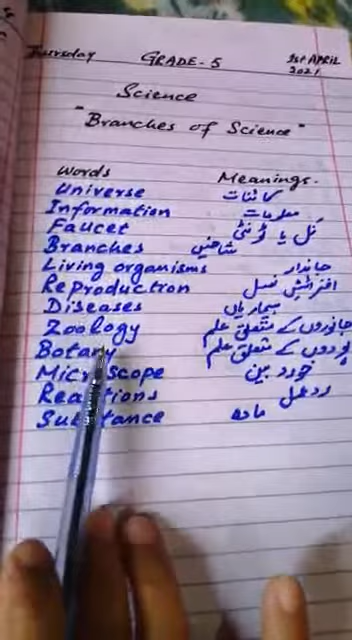 Thursday GRADE-5 1st APRIL 2021
Science
"Branches of Science"
Words Meanings.
Universe کائنات
Information معلومات
Faucet نل یا ٹونٹی
Branches شاخیں
Living organisms جاندار
Reproduction افزائش نسل
Diseases بیماریاں
Zoology جانوروں کے متعلق علم
Botany پودوں کے متعلق علم
Microscope خورد بین
Reactions ردعمل
Substance مادہ